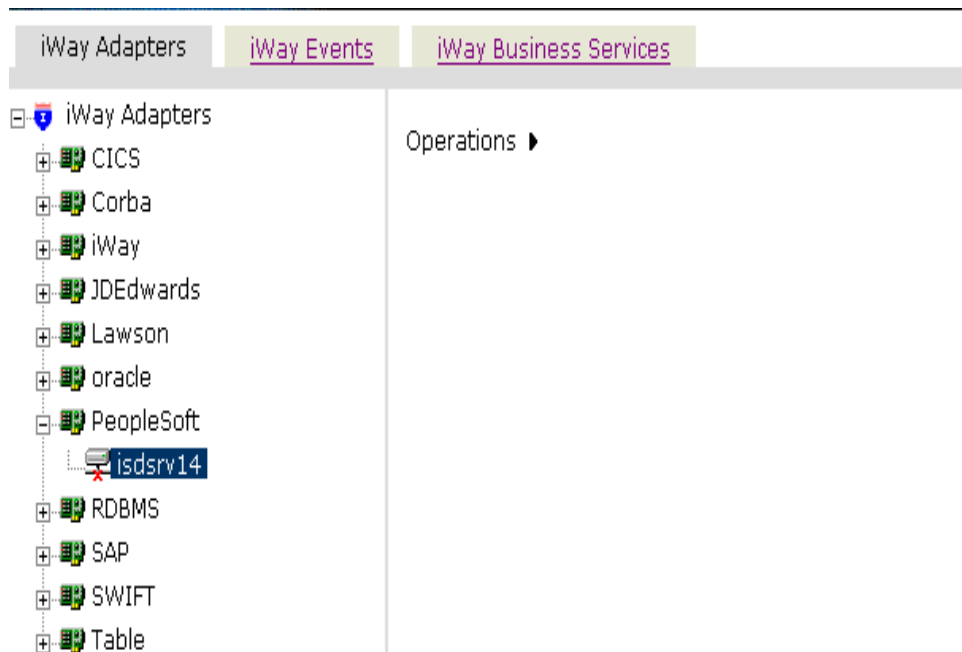 iWay Adapters
iWay Events
iWay Business Services
iWay Adapters
CICS
Corba
iWay
JDEdwards
Lawson
oracle
PeopleSoft
isdsrv14
RDBMS
SAP
SWIFT
Table
Operations